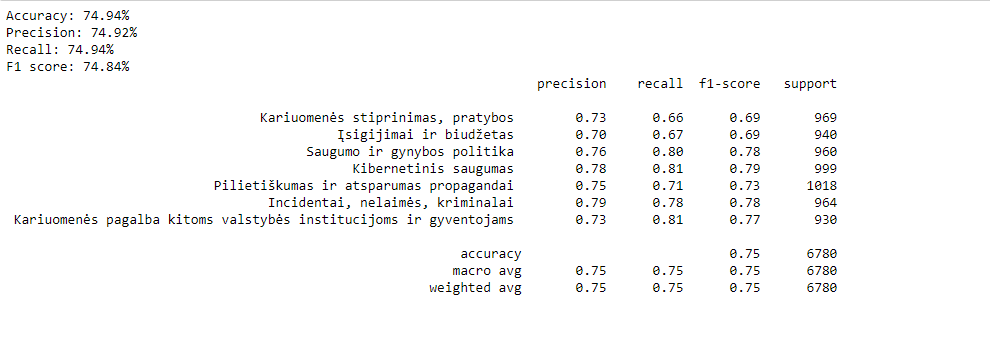 Accuracy: 74.94%
Precision: 74.92%
Recall: 74.94%
F1 score: 74.84%
precision recall f1-score support
Kariuomenės stiprinimas, pratybos 0.73 0.66 0.69 969
Įsigijimai ir biudžetas 0.70 0.67 0.69 940
Saugumo ir gynybos politika 0.76 0.80 0.78 960
Kibernetinis saugumas 0.78 0.81 0.79 999
Pilietiškumas ir atsparumas propagandai 0.75 0.71 0.73 1018
Incidentai, nelaimės, kriminalai 0.79 0.78 0.78 964
Kariuomenės pagalba kitoms valstybės institucijoms ir gyventojams 0.73 0.81 0.77 930
accuracy 0.75 6780
macro avg 0.75 0.75 0.75 6780
weighted avg 0.75 0.75 0.75 6780